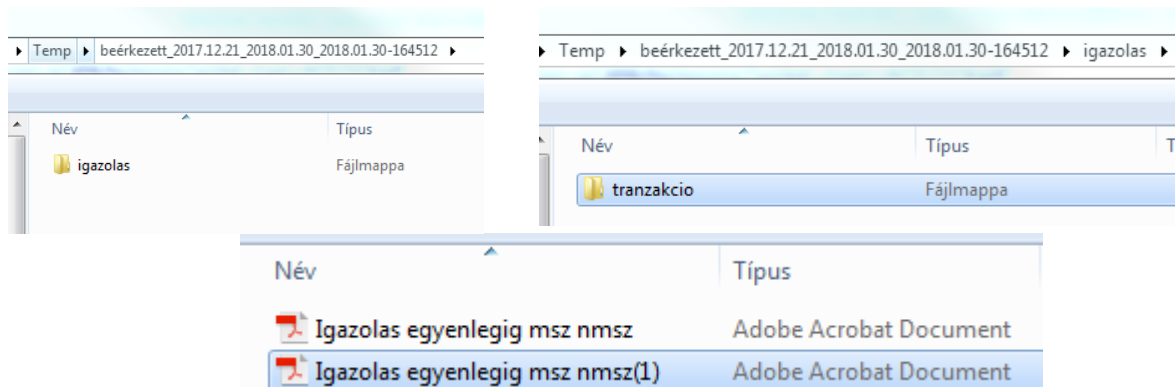 Temp ▸ beérkezett_2017.12.21_2018.01.30_2018.01.30-164512 ▸
Név Típus
igazolas Fájlmappa
Temp ▸ beérkezett_2017.12.21_2018.01.30_2018.01.30-164512 ▸ igazolas ▸
Név Típus T
tranzakcio Fájlmappa
Név Típus
Igazolas egyenlegig msz nmsz Adobe Acrobat Document
Igazolas egyenlegig msz nmsz(1) Adobe Acrobat Document